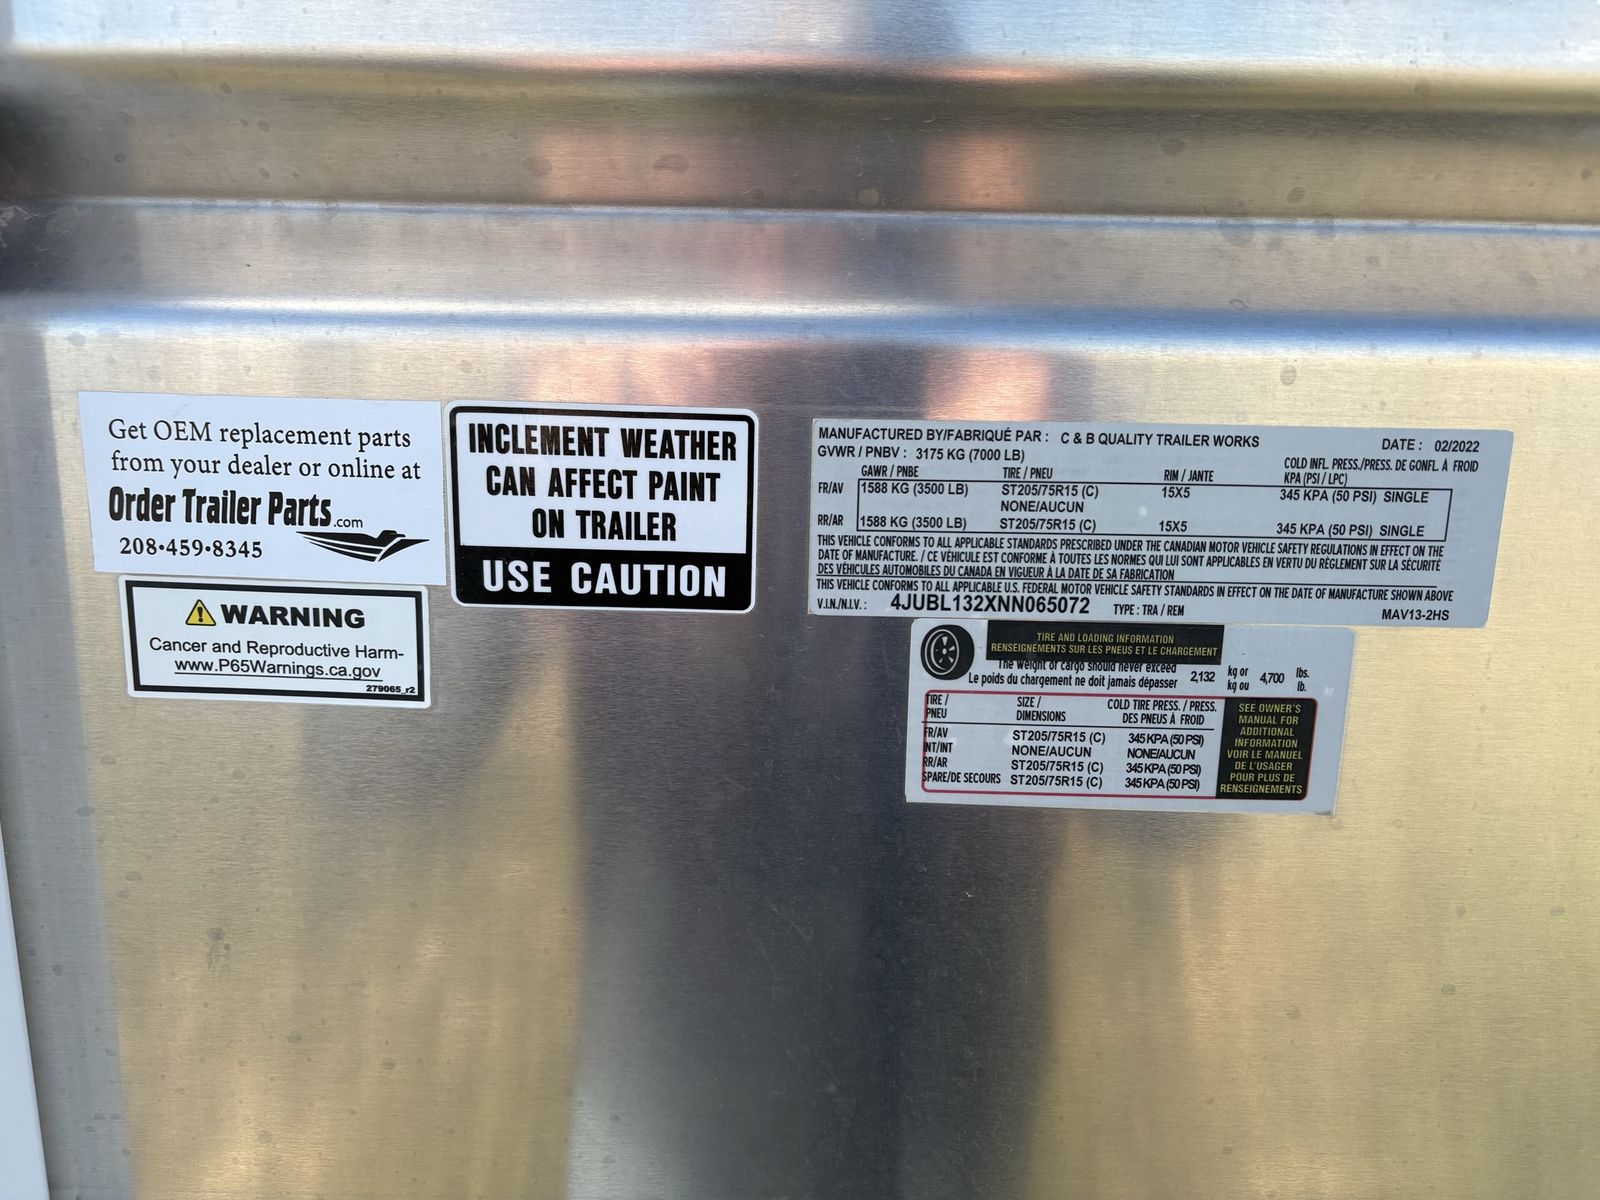 Get OEM replacement parts
from your dealer or online at
Order Trailer Parts.com
208•459•8345
WARNING
Cancer and Reproductive Harm-
www.P65Warnings.ca.gov
279065_r2
INCLEMENT WEATHER
CAN AFFECT PAINT
ON TRAILER
USE CAUTION
MANUFACTURED BY/FABRIQUÉ PAR : C & B QUALITY TRAILER WORKS DATE : 02/2022
GVWR / PNBV : 3175 KG (7000 LB)
GAWR / PNBE TIRE / PNEU RIM / JANTE COLD INFL. PRESS./PRESS. DE GONFL. À FROID
KPA (PSI / LPC)
FR/AV 1588 KG (3500 LB) ST205/75R15 (C) 15X5 345 KPA (50 PSI) SINGLE
NONE/AUCUN
RR/AR 1588 KG (3500 LB) ST205/75R15 (C) 15X5 345 KPA (50 PSI) SINGLE
THIS VEHICLE CONFORMS TO ALL APPLICABLE STANDARDS PRESCRIBED UNDER THE CANADIAN MOTOR VEHICLE SAFETY REGULATIONS IN EFFECT ON THE
DATE OF MANUFACTURE. / CE VÉHICULE EST CONFORME À TOUTES LES NORMES QUI LUI SONT APPLICABLES EN VERTU DU RÈGLEMENT SUR LA SÉCURITÉ
DES VÉHICULES AUTOMOBILES DU CANADA EN VIGUEUR À LA DATE DE SA FABRICATION
THIS VEHICLE CONFORMS TO ALL APPLICABLE U.S. FEDERAL MOTOR VEHICLE SAFETY STANDARDS IN EFFECT ON THE DATE OF MANUFACTURE SHOWN ABOVE
V.I.N./N.I.V.: 4JUBL132XNN065072 TYPE : TRA / REM MAV13-2HS
TIRE AND LOADING INFORMATION
RENSEIGNEMENTS SUR LES PNEUS ET LE CHARGEMENT
The weight of cargo should never exceed
Le poids du chargement ne doit jamais dépasser 2,132 kg or 4,700 lbs.
kg ou lb.
TIRE / SIZE / COLD TIRE PRESS. / PRESS.
PNEU DIMENSIONS DES PNEUS À FROID
FR/AV ST205/75R15 (C) 345 KPA (50 PSI)
INT/INT NONE/AUCUN NONE/AUCUN
RR/AR ST205/75R15 (C) 345 KPA (50 PSI)
SPARE/DE SECOURS ST205/75R15 (C) 345 KPA (50 PSI)
SEE OWNER'S
MANUAL FOR
ADDITIONAL
INFORMATION
VOIR LE MANUEL
DE L'USAGER
POUR PLUS DE
RENSEIGNEMENTS